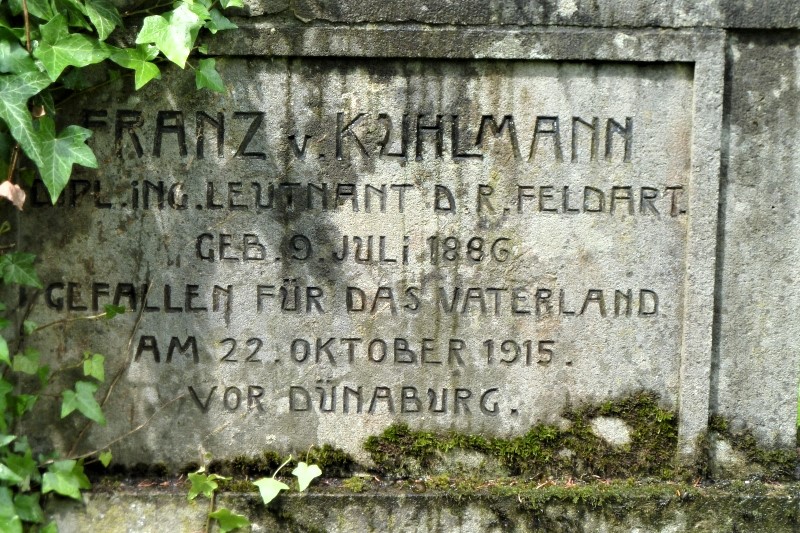 FRANZ v. KUHLMANN
DIPL.ING.LEUTNANT D.R.FELDART.
GEB.9.JULI 1886
GEFALLEN FÜR DAS VATERLAND
AM 22.OKTOBER 1915.
VOR DÜNABURG.